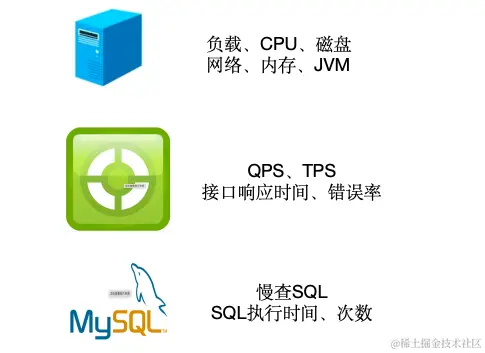 负载、CPU、磁盘
网络、内存、JVM
QPS、TPS
接口响应时间、错误率
慢查SQL
SQL执行时间、次数
MySQL
@稀土掘金技术社区